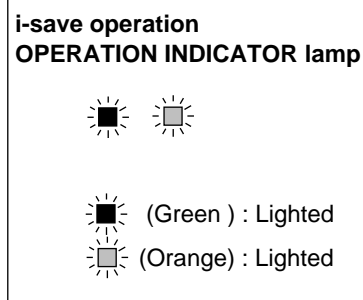 i-save operation
OPERATION INDICATOR lamp
(Green ) : Lighted
(Orange) : Lighted